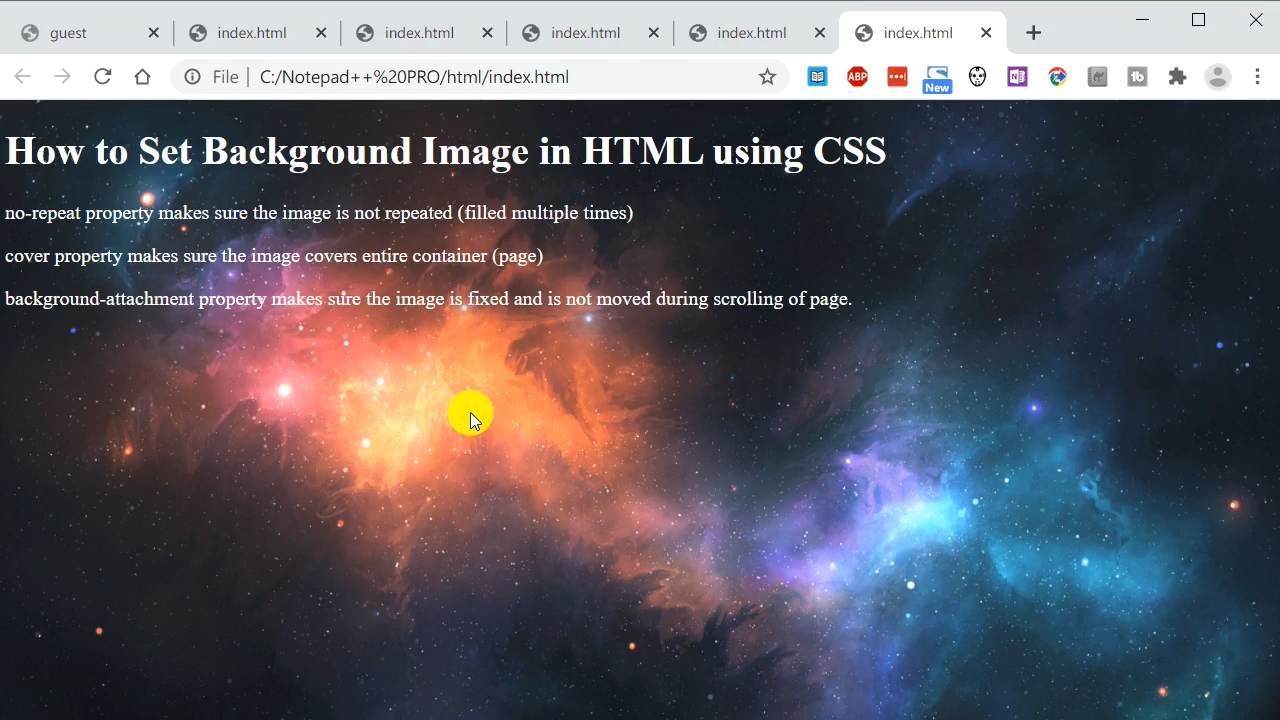 guest
index.html
index.html
index.html
index.html
index.html
File
C:/Notepad++%20PRO/html/index.html
ABP
New
N
tb
How to Set Background Image in HTML using CSS
no-repeat property makes sure the image is not repeated (filled multiple times)
cover property makes sure the image covers entire container (page)
background-attachment property makes sure the image is fixed and is not moved during scrolling of page.